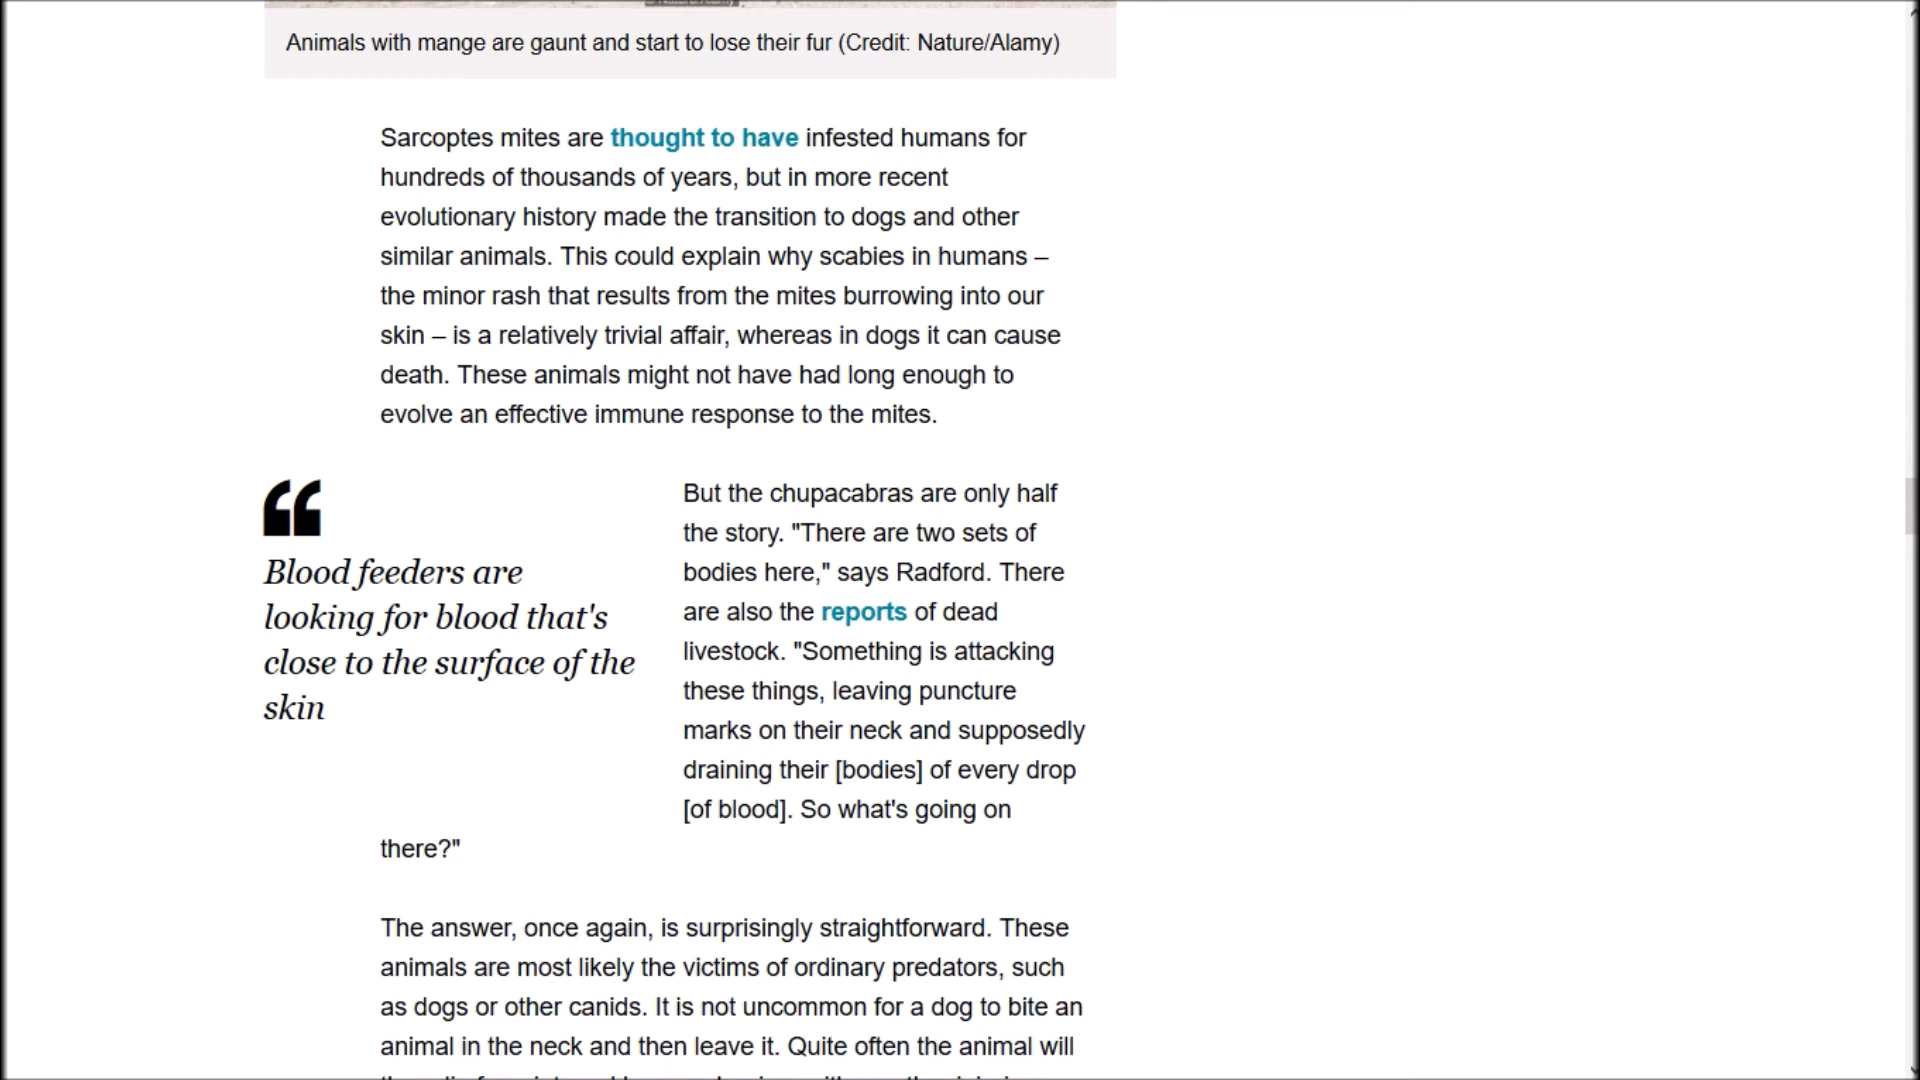 Animals with mange are gaunt and start to lose their fur (Credit: Nature/Alamy)
Sarcoptes mites are thought to have infested humans for
hundreds of thousands of years, but in more recent
evolutionary history made the transition to dogs and other
similar animals. This could explain why scabies in humans –
the minor rash that results from the mites burrowing into our
skin – is a relatively trivial affair, whereas in dogs it can cause
death. These animals might not have had long enough to
evolve an effective immune response to the mites.
“
Blood feeders are
looking for blood that's
close to the surface of the
skin
But the chupacabras are only half
the story. "There are two sets of
bodies here," says Radford. There
are also the reports of dead
livestock. "Something is attacking
these things, leaving puncture
marks on their neck and supposedly
draining their [bodies] of every drop
[of blood]. So what's going on
there?"
The answer, once again, is surprisingly straightforward. These
animals are most likely the victims of ordinary predators, such
as dogs or other canids. It is not uncommon for a dog to bite an
animal in the neck and then leave it. Quite often the animal will